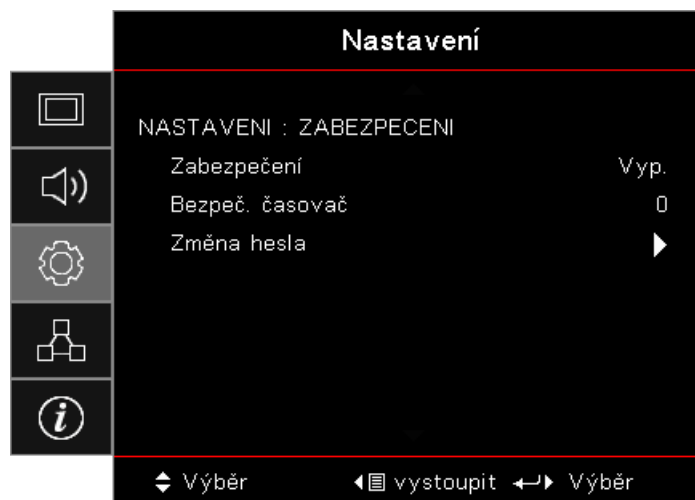 Nastavení
NASTAVENI : ZABEZPECENI
Zabezpečení Vyp.
Bezpeč. časovač 0
Změna hesla
Výběr vystoupit Výběr